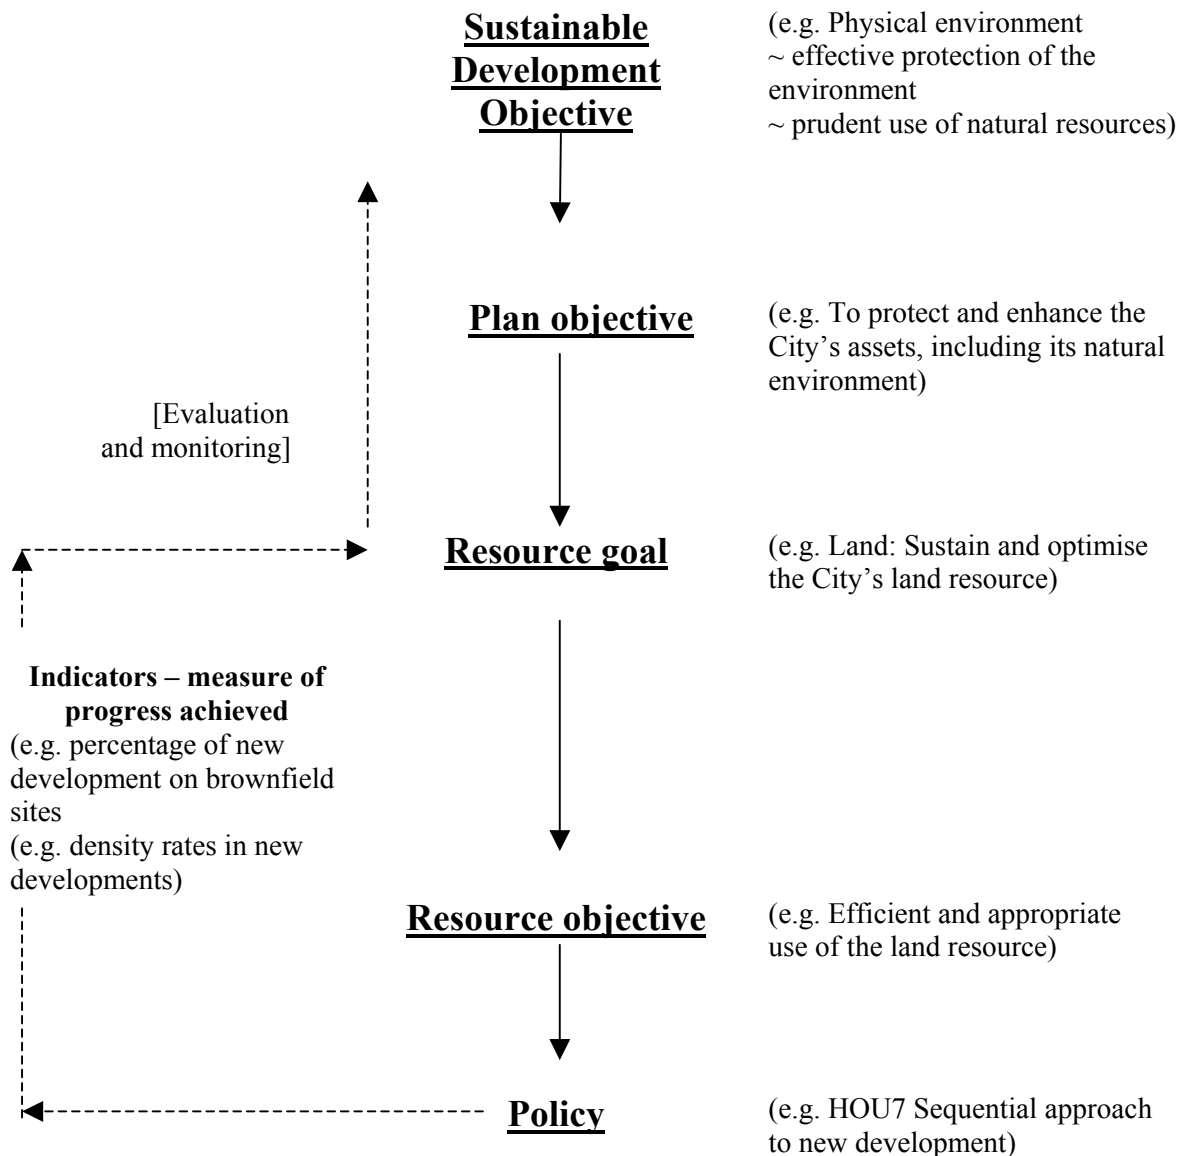 Sustainable
Development
Objective
(e.g. Physical environment
~ effective protection of the
environment
~ prudent use of natural resources)
Plan objective
(e.g. To protect and enhance the
City’s assets, including its natural
environment)
[Evaluation
and monitoring]
Resource goal
(e.g. Land: Sustain and optimise
the City’s land resource)
Indicators – measure of
progress achieved
(e.g. percentage of new
development on brownfield
sites
(e.g. density rates in new
developments)
Resource objective
(e.g. Efficient and appropriate
use of the land resource)
Policy
(e.g. HOU7 Sequential approach
to new development)